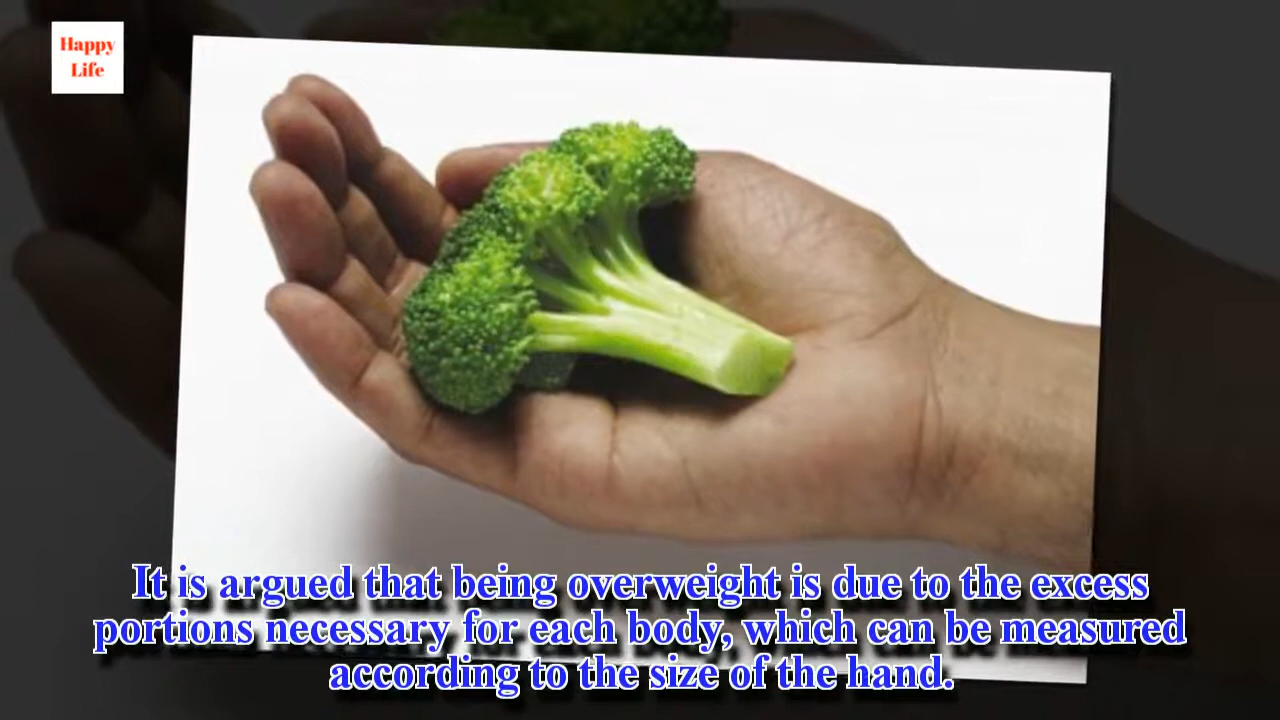 Happy
Life
It is argued that being overweight is due to the excess
portions necessary for each body, which can be measured
according to the size of the hand.